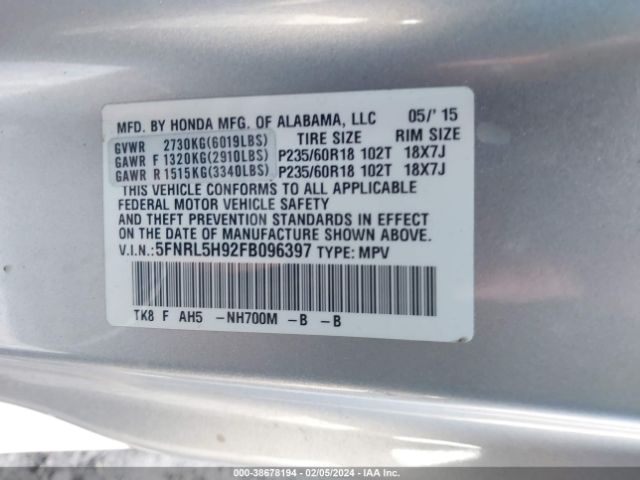 MFD. BY HONDA MFG. OF ALABAMA, LLC 05/' 15
GVWR 2730KG(6019LBS) TIRE SIZE RIM SIZE
GAWR F 1320KG(2910LBS) P235/60R18 102T 18X7J
GAWR R 1515KG(3340LBS) P235/60R18 102T 18X7J
THIS VEHICLE CONFORMS TO ALL APPLICABLE
FEDERAL MOTOR VEHICLE SAFETY
AND THEFT PREVENTION STANDARDS IN EFFECT
ON THE DATE OF MANUFACTURE SHOWN ABOVE.
V.I.N.:5FNRL5H92FB096397 TYPE: MPV
TK8 F AH5 -NH700M -B -B
000-38678194 - 02/05/2024 - IAA Inc.